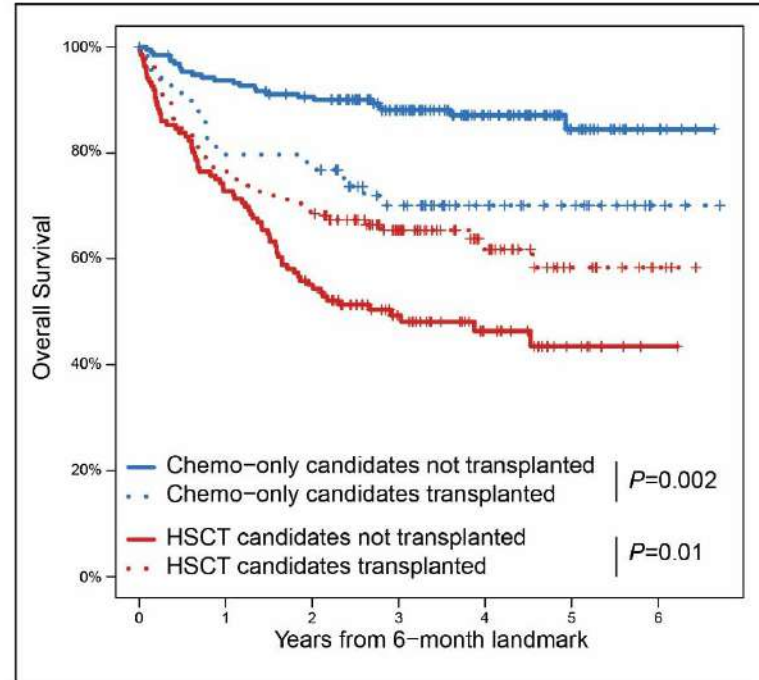 Overall Survival
100%
80%
60%
40%
20%
0%
Chemo−only candidates not transplanted
Chemo−only candidates transplanted
P=0.002
HSCT candidates not transplanted
HSCT candidates transplanted
P=0.01
0 1 2 3 4 5 6
Years from 6−month landmark